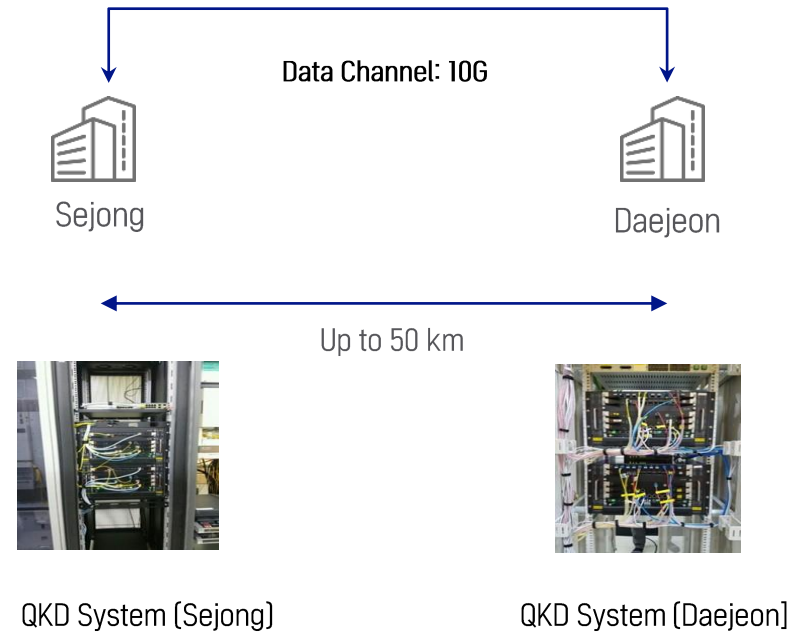 Data Channel: 10G
Sejong
Daejeon
Up to 50 km
QKD System (Sejong)
QKD System (Daejeon]